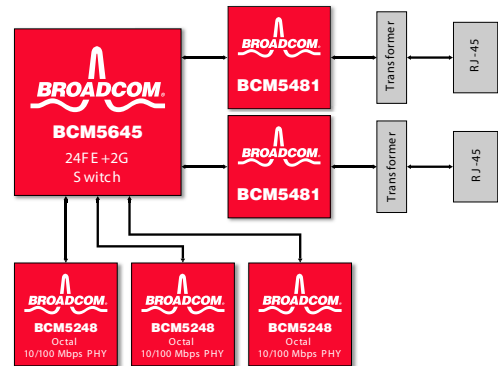 BROADCOM.
BCM5645
24FE+2G
Switch
BROADCOM.
BCM5481
Transformer
RJ-45
BROADCOM.
BCM5481
Transformer
RJ-45
BROADCOM.
BCM5248
Octal
10/100 Mbps PHY
BROADCOM.
BCM5248
Octal
10/100 Mbps PHY
BROADCOM.
BCM5248
Octal
10/100 Mbps PHY